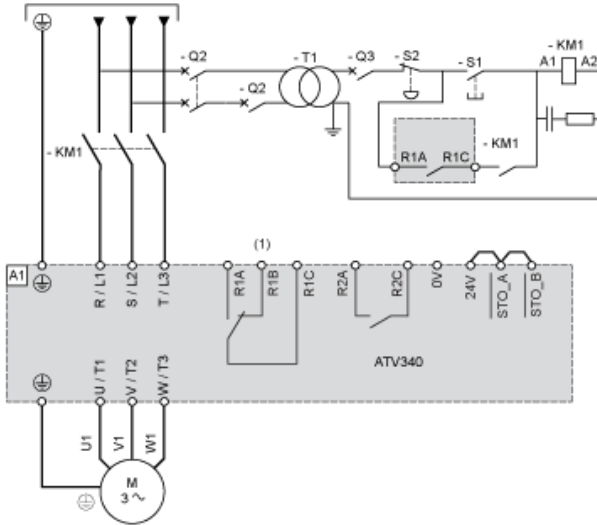 - Q2
- T1
- Q3
- S2
- S1
- KM1
A1
A2
- Q2
- KM1
R1A
R1C
- KM1
(1)
A1
R / L1
S / L2
T / L3
R1A
R1B
R1C
R2A
R2C
0V
24V
STO_A
STO_B
ATV340
U / T1
V / T2
W / T3
U1
V1
W1
M
3 ~